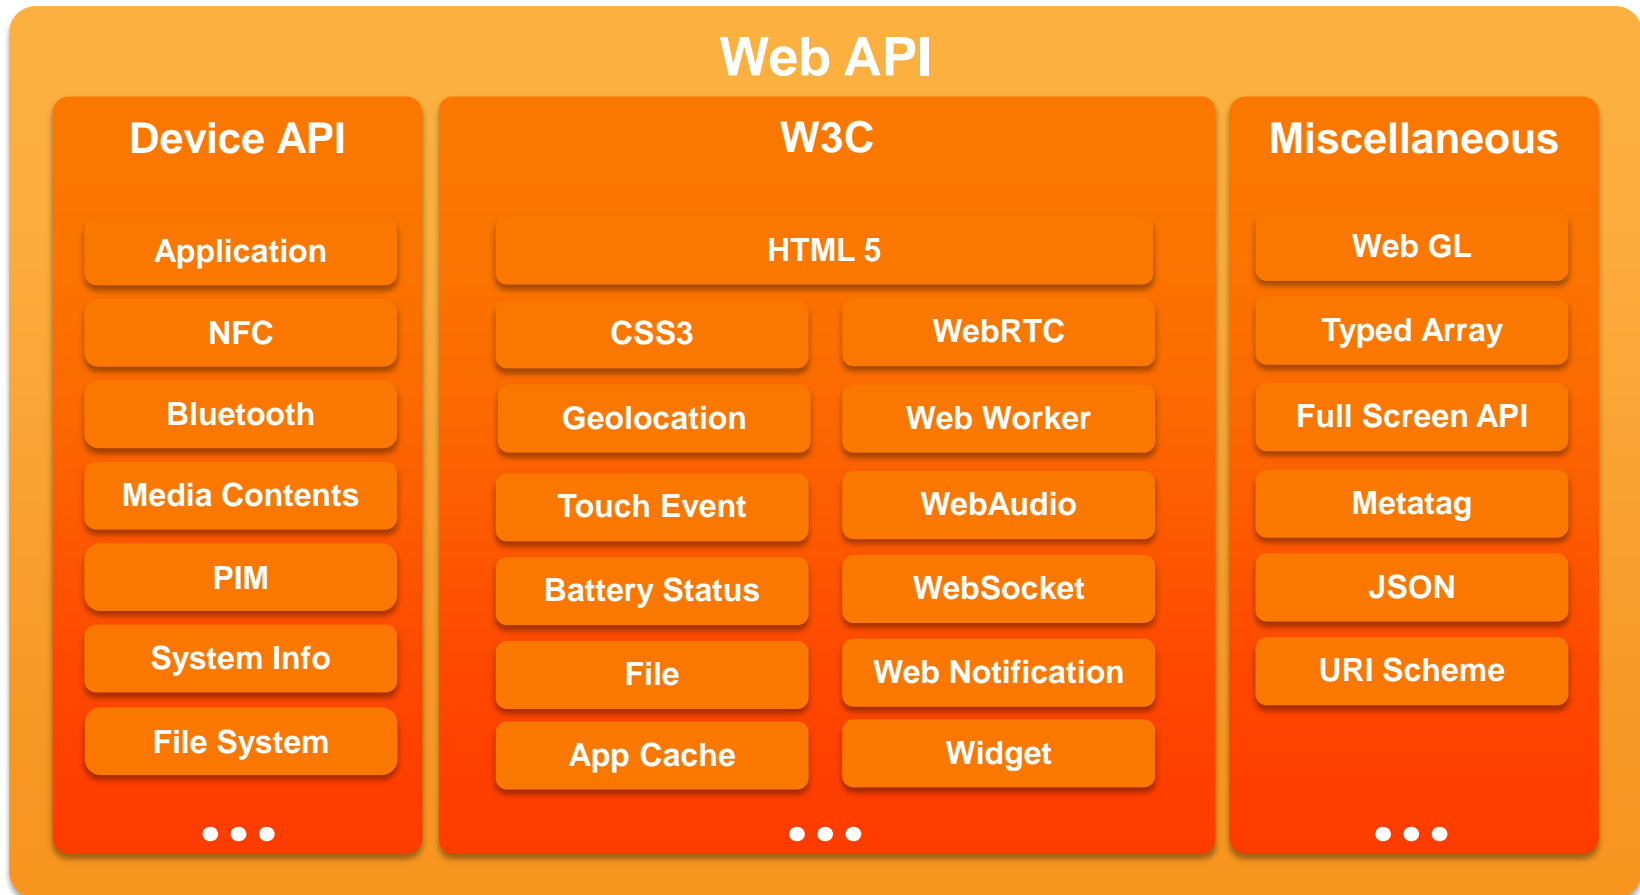 Web API
Device API
Application
NFC
Bluetooth
Media Contents
PIM
System Info
File System
...
W3C
HTML 5
CSS3
WebRTC
Geolocation
Web Worker
Touch Event
WebAudio
Battery Status
WebSocket
File
Web Notification
App Cache
Widget
...
Miscellaneous
Web GL
Typed Array
Full Screen API
Metatag
JSON
URI Scheme
...